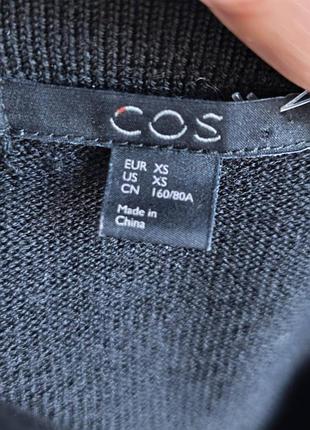 COS
EUR XS
US XS
CN 160/80A
Made in
China